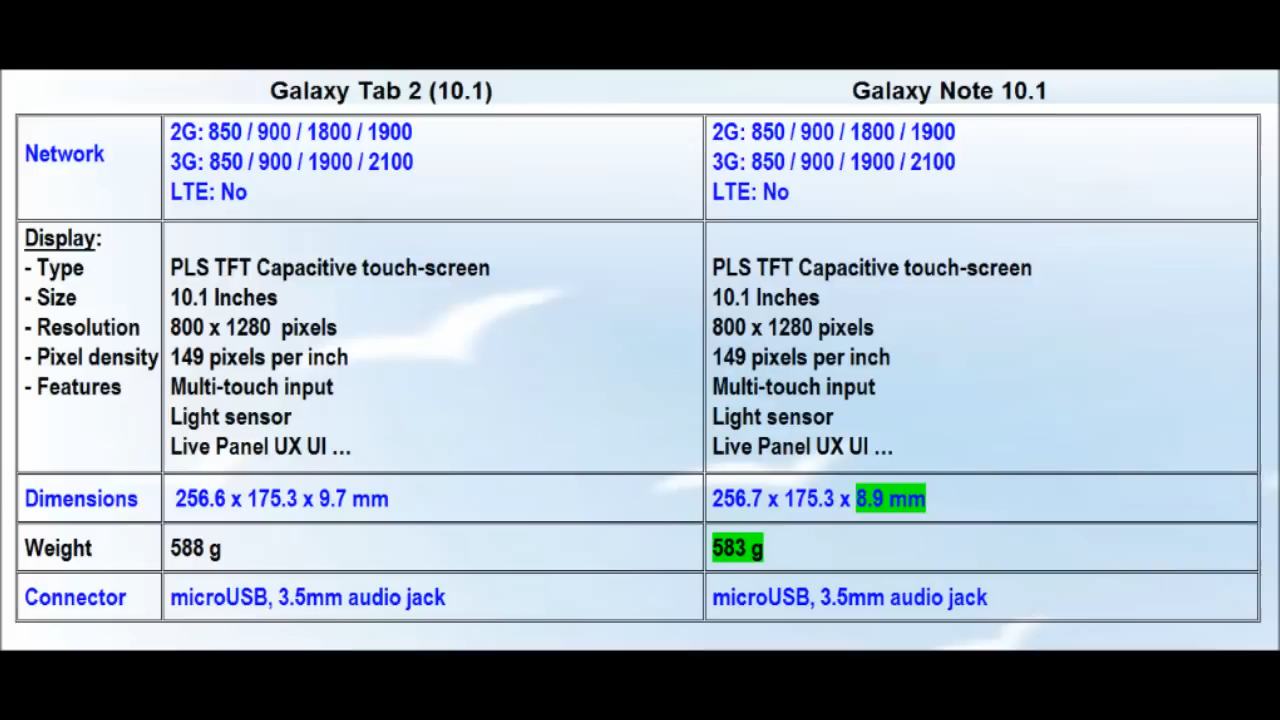 Galaxy Tab 2 (10.1) Galaxy Note 10.1
Network
2G: 850 / 900 / 1800 / 1900
3G: 850 / 900 / 1900 / 2100
LTE: No
2G: 850 / 900 / 1800 / 1900
3G: 850 / 900 / 1900 / 2100
LTE: No
Display:
- Type
- Size
- Resolution
- Pixel density
- Features
PLS TFT Capacitive touch-screen
10.1 Inches
800 x 1280 pixels
149 pixels per inch
Multi-touch input
Light sensor
Live Panel UX UI ...
PLS TFT Capacitive touch-screen
10.1 Inches
800 x 1280 pixels
149 pixels per inch
Multi-touch input
Light sensor
Live Panel UX UI ...
Dimensions 256.6 x 175.3 x 9.7 mm 256.7 x 175.3 x 8.9 mm
Weight 588 g 583 g
Connector microUSB, 3.5mm audio jack microUSB, 3.5mm audio jack